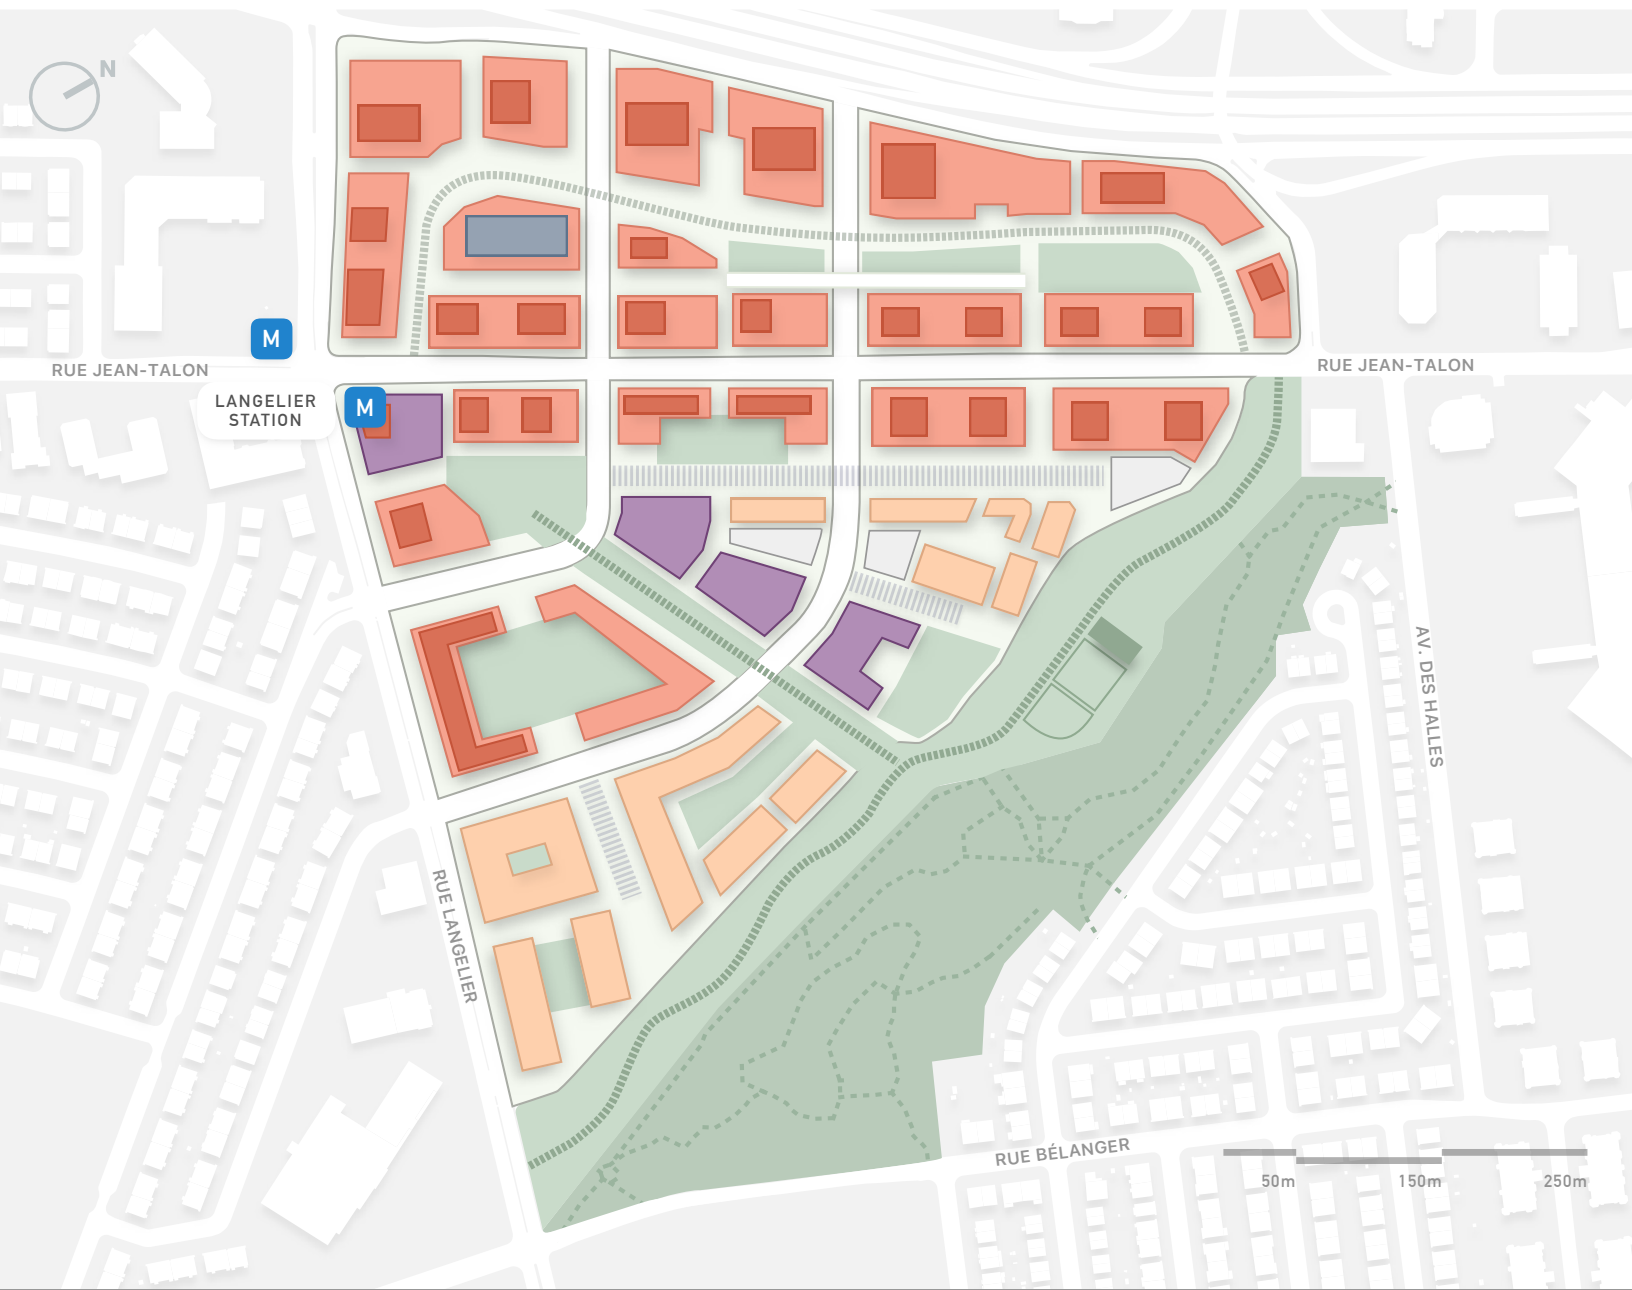 N
M
RUE JEAN-TALON
RUE JEAN-TALON
LANGELIER
STATION
M
AV. DES HALLES
RUE LANGELIER
RUE BÉLANGER
50m
150m
250m